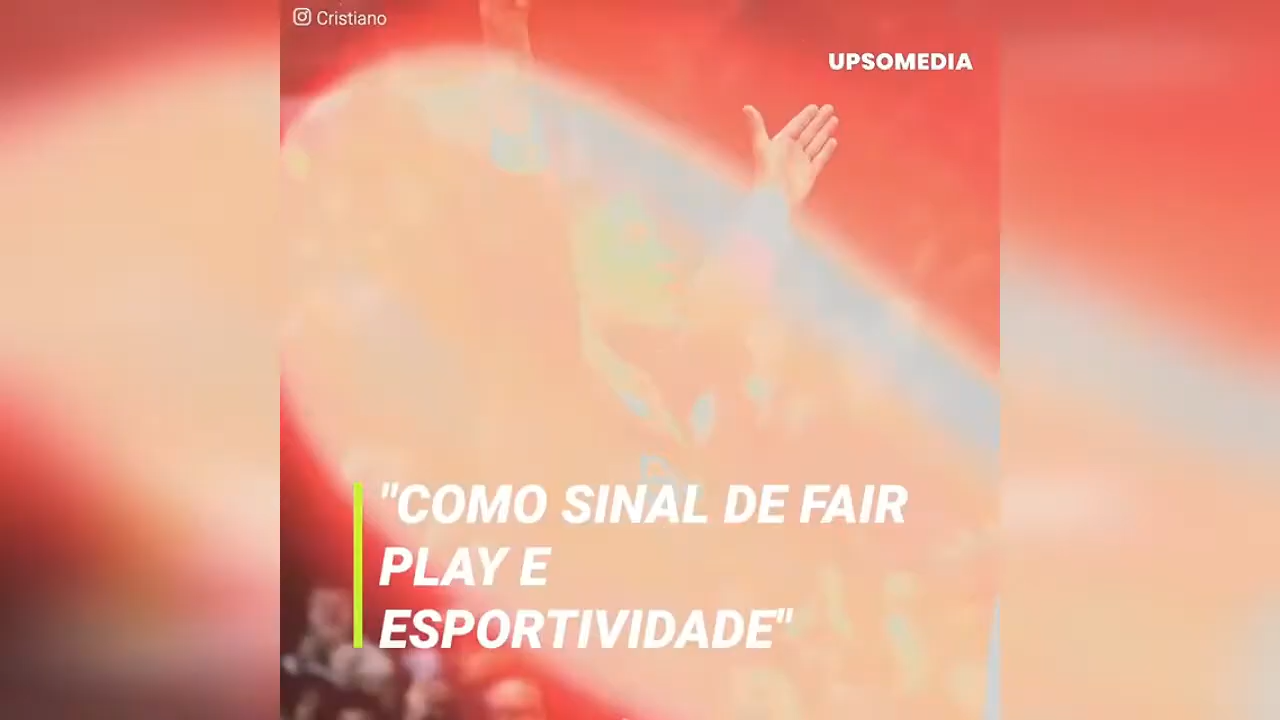 Cristiano
UPSOMEDIA
"COMO SINAL DE FAIR
PLAY E
ESPORTIVIDADE"